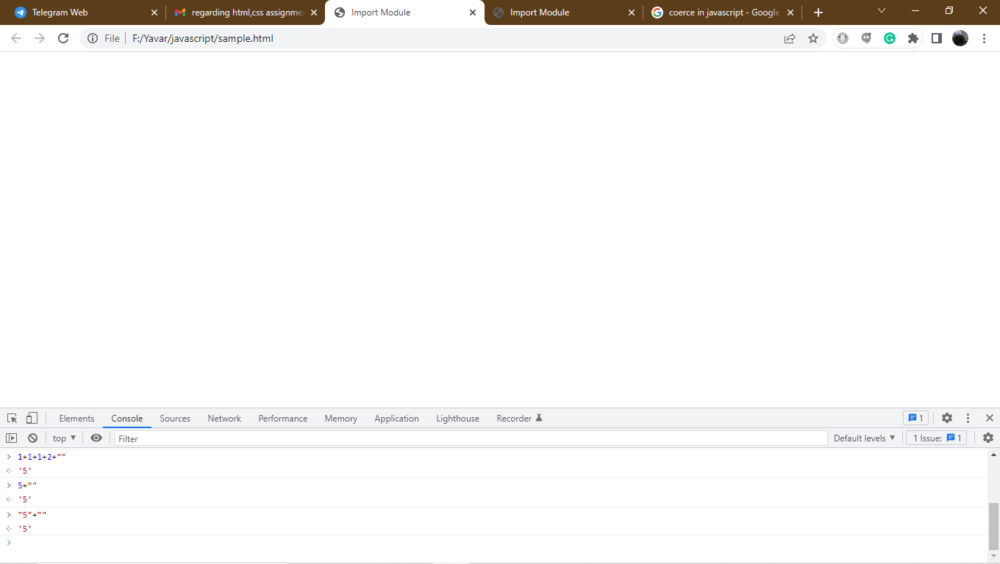 Telegram Web
regarding html,css assignme
Import Module
Import Module
coerce in javascript - Google
File
F:/Yavar/javascript/sample.html
Elements
Console
Sources
Network
Performance
Memory
Application
Lighthouse
Recorder
1
top
Filter
Default levels
1 Issue:
1
1+1+1+2+""
'5'
5+""
'5'
"5"+""
'5'